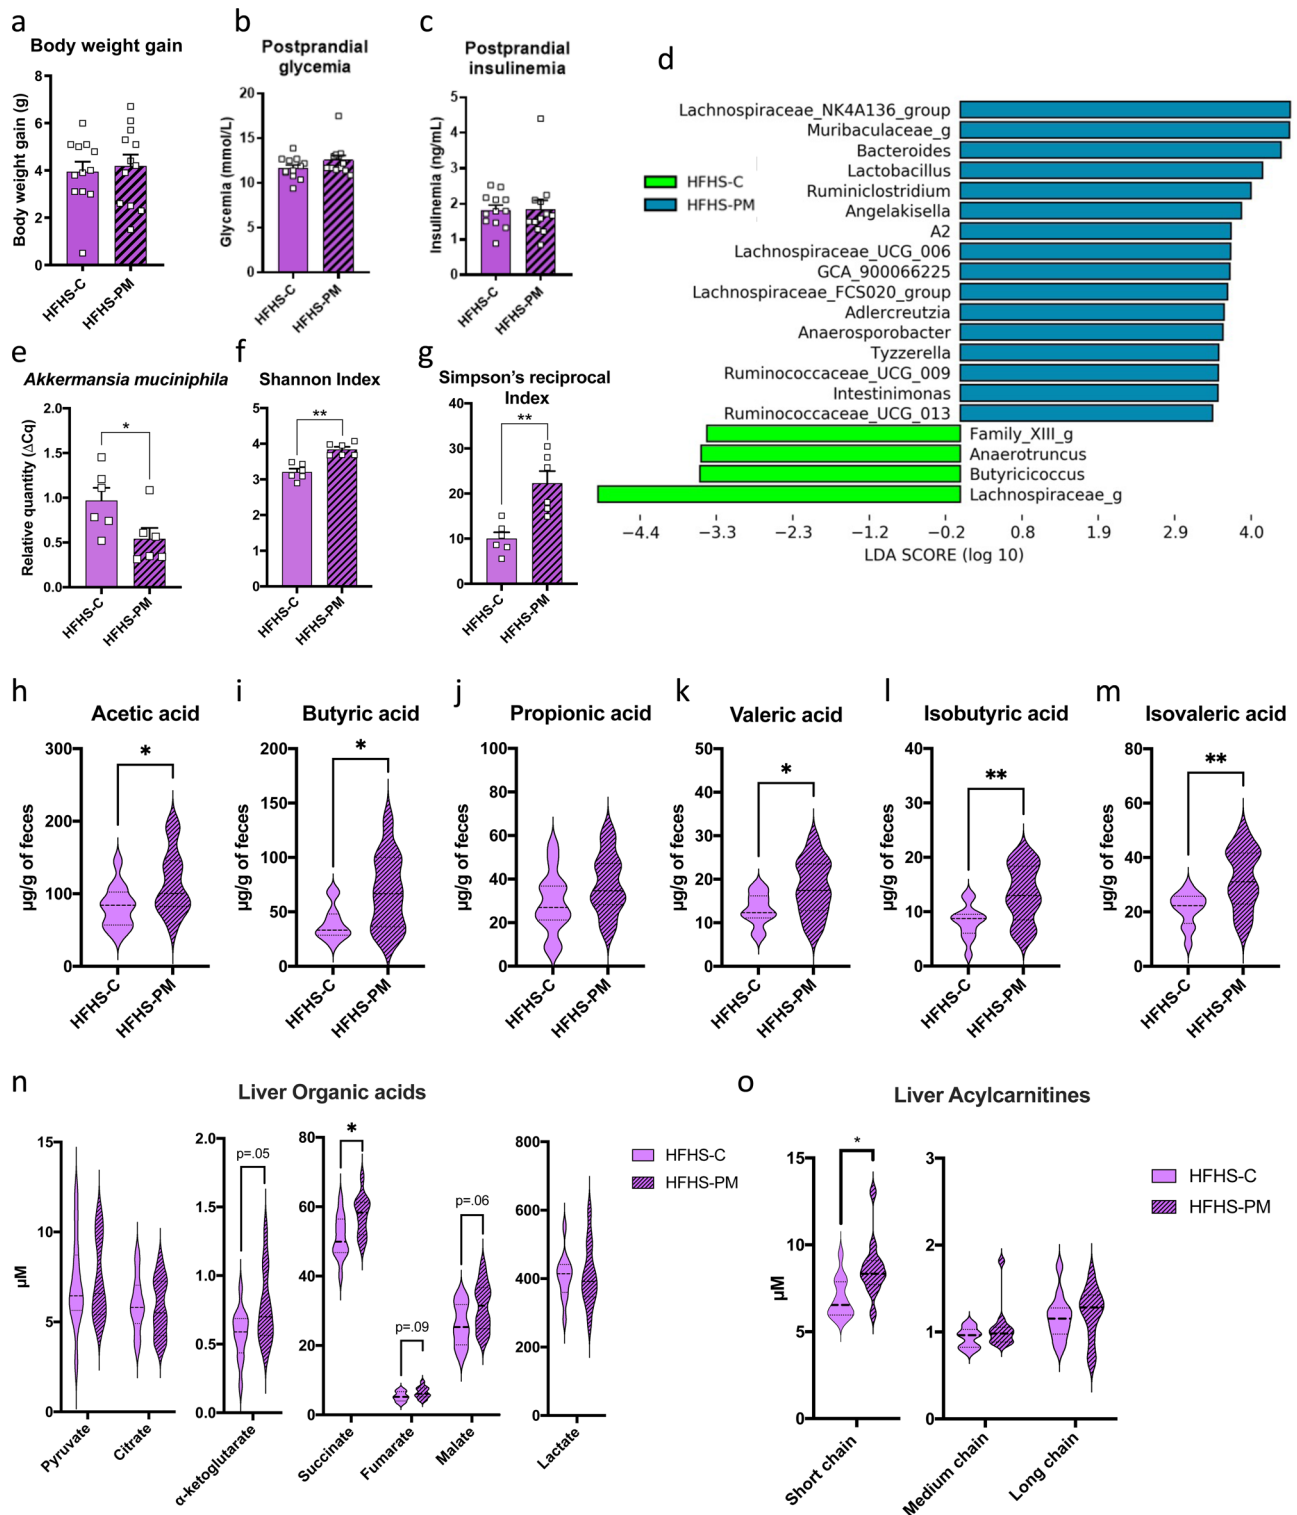 a
Body weight gain
Body weight gain (g)
8
6
4
2
0
HFHS-C
HFHS-PM
b
Postprandial
glycemia
Glycemia (mmol/L)
20
15
10
5
0
HFHS-C
HFHS-PM
c
Postprandial
insulinemia
Insulinemia (ng/mL)
5
4
3
2
1
0
HFHS-C
HFHS-PM
d
HFHS-C
HFHS-PM
Lachnospiraceae_NK4A136_group
Muribaculaceae_g
Bacteroides
Lactobacillus
Ruminiclostridium
Angelakisella
A2
Lachnospiraceae_UCG_006
GCA_900066225
Lachnospiraceae_FCS020_group
Adlercreutzia
Anaerosporobacter
Tyzzerella
Ruminococcaceae_UCG_009
Intestinimonas
Ruminococcaceae_UCG_013
Family_XIII_g
Anaerotruncus
Butyricicoccus
Lachnospiraceae_g
−4.4 −3.3 −2.3 −1.2 −0.2 0.8 1.9 2.9 4.0
LDA SCORE (log 10)
e
Akkermansia muciniphila
Relative quantity (ΔCq)
2.0
1.5
1.0
0.5
0.0
*
HFHS-C
HFHS-PM
f
Shannon Index
5
4
3
2
1
0
**
HFHS-C
HFHS-PM
g
Simpson's reciprocal
Index
40
30
20
10
0
**
HFHS-C
HFHS-PM
h
Acetic acid
µg/g of feces
300
200
100
0
*
HFHS-C
HFHS-PM
i
Butyric acid
µg/g of feces
200
150
100
50
0
*
HFHS-C
HFHS-PM
j
Propionic acid
µg/g of feces
100
80
60
40
20
0
HFHS-C
HFHS-PM
k
Valeric acid
µg/g of feces
50
40
30
20
10
0
*
HFHS-C
HFHS-PM
l
Isobutyric acid
µg/g of feces
40
30
20
10
0
**
HFHS-C
HFHS-PM
m
Isovaleric acid
µg/g of feces
80
60
40
20
0
**
HFHS-C
HFHS-PM
n
Liver Organic acids
µM
15
10
5
0
Pyruvate
Citrate
2.0
1.5
1.0
0.5
0.0
p=.05
α-ketoglutarate
80
60
40
20
0
*
p=.09
p=.06
Succinate
Fumarate
Malate
800
600
400
200
0
Lactate
HFHS-C
HFHS-PM
o
Liver Acylcarnitines
µM
15
10
5
0
*
Short chain
3
2
1
0
Medium chain
Long chain
HFHS-C
HFHS-PM